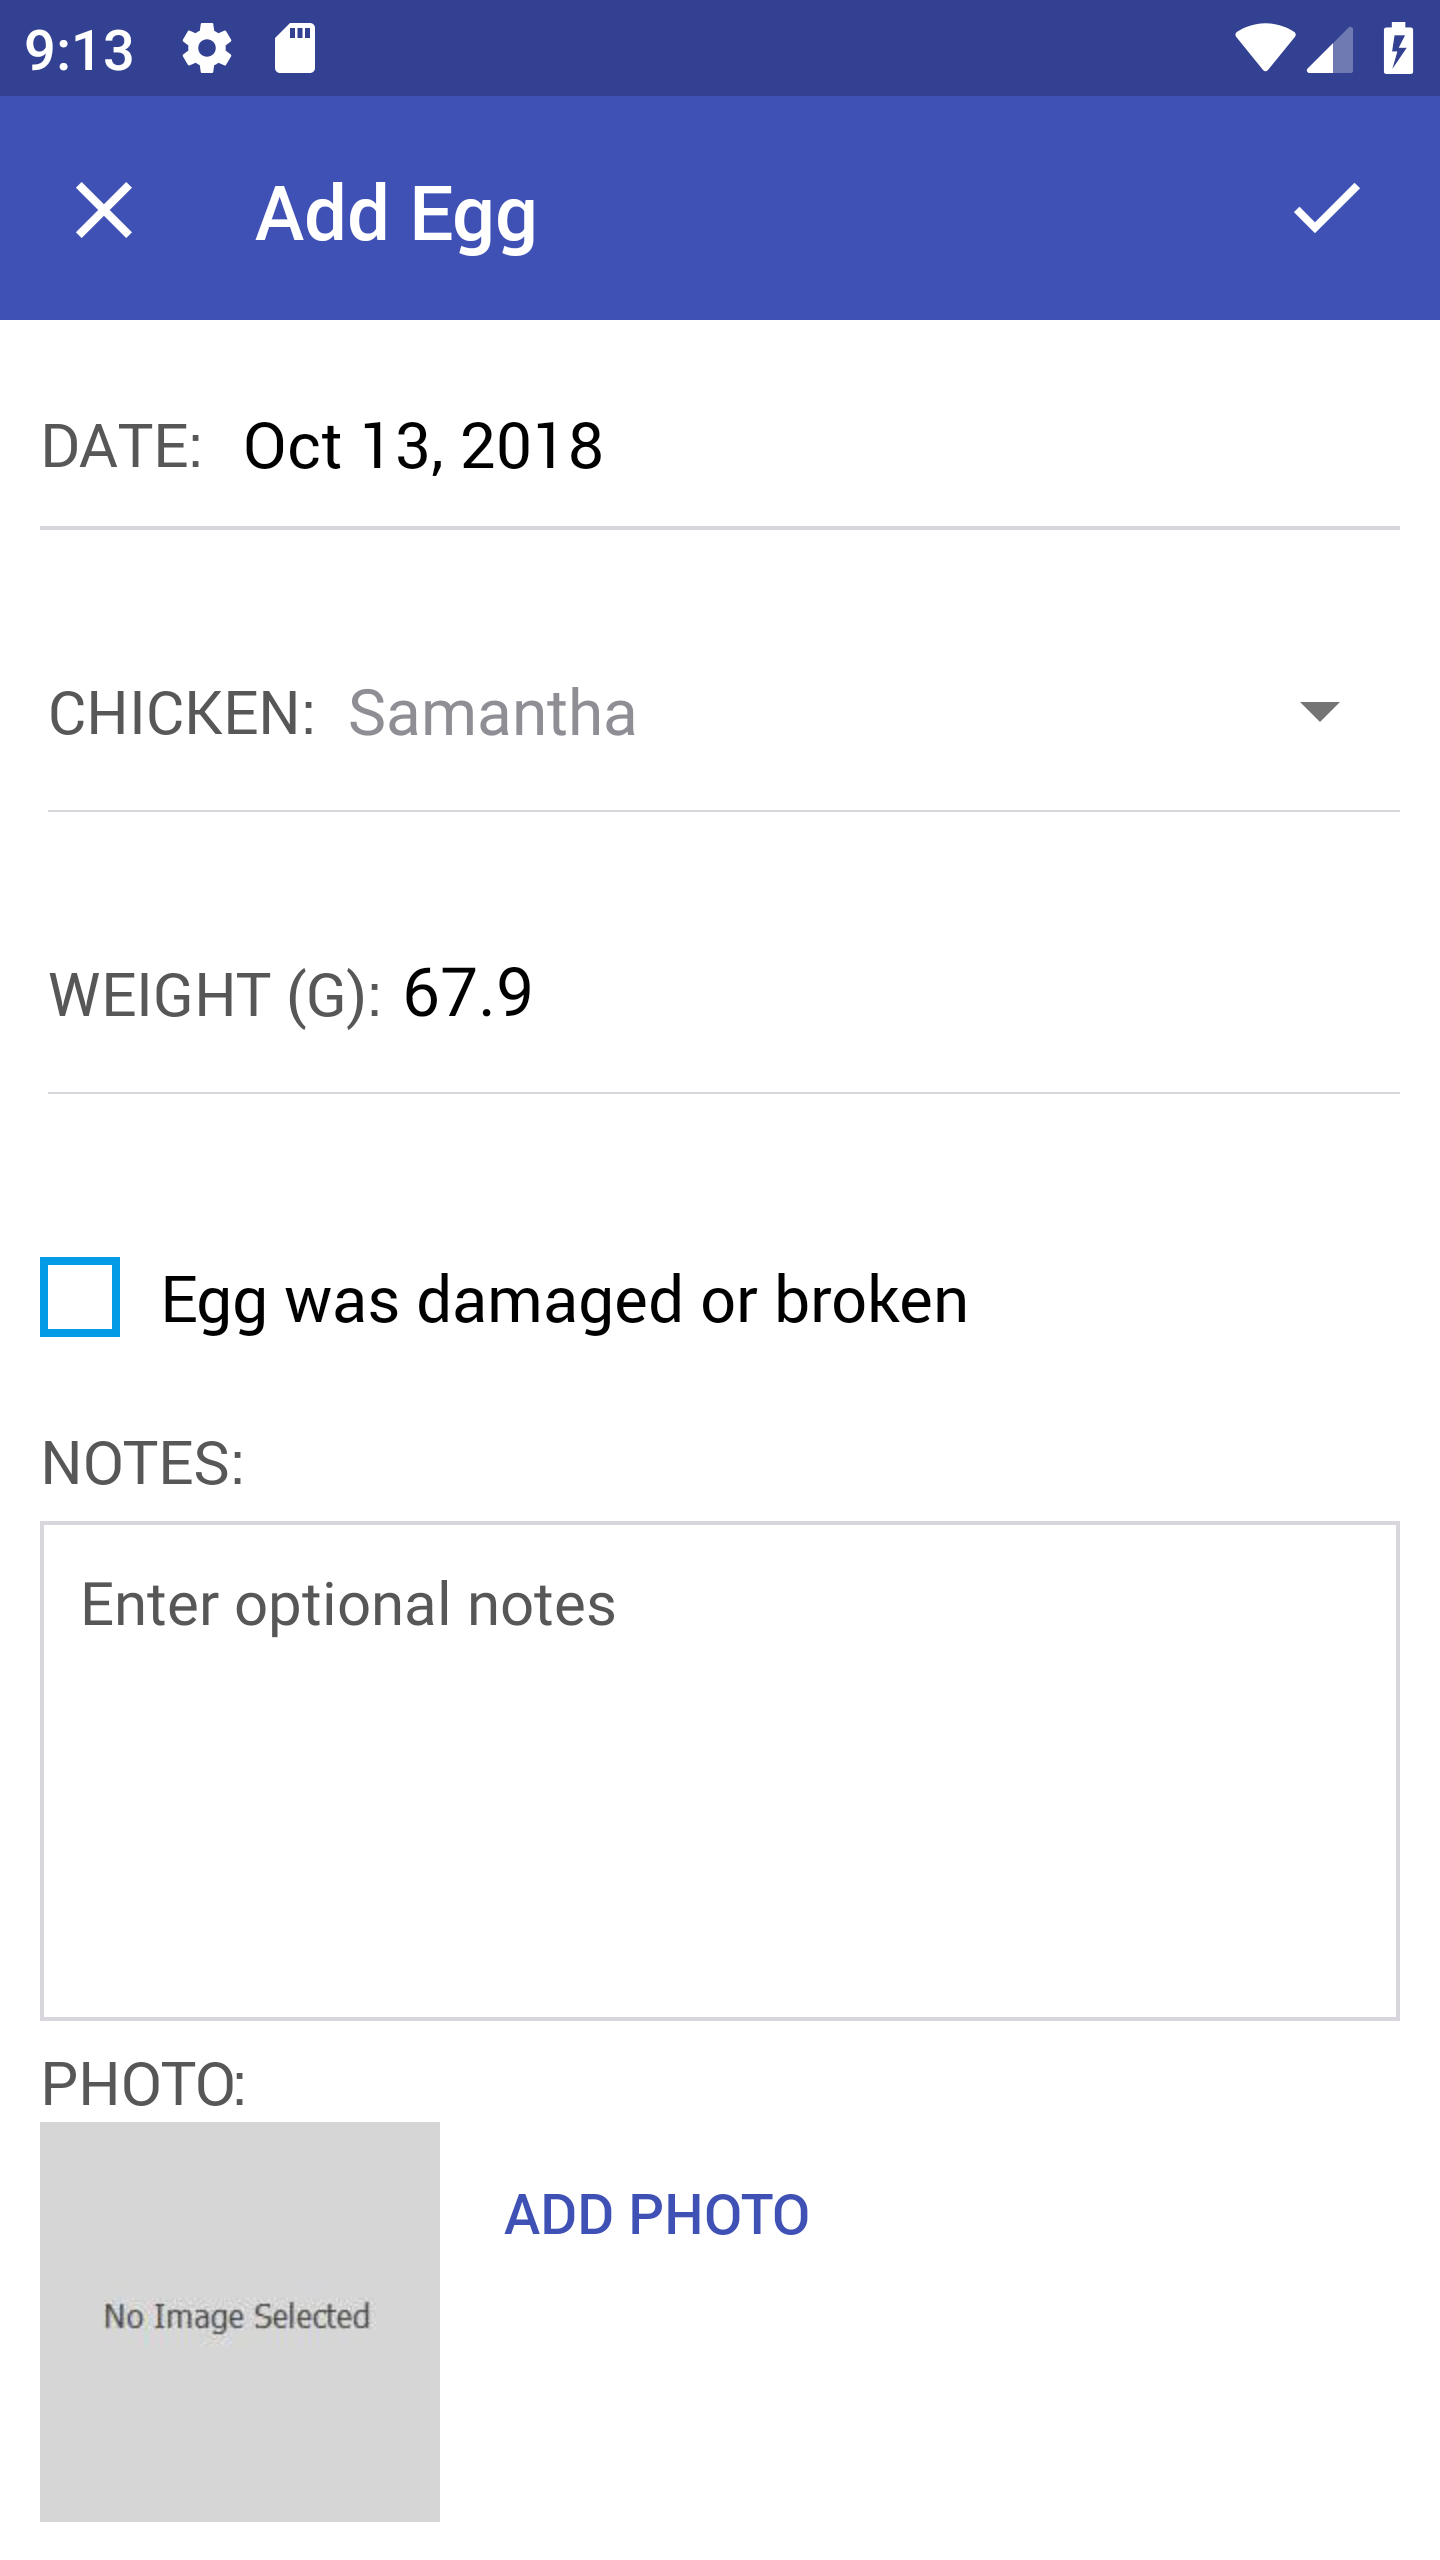 9:13
Add Egg
DATE: Oct 13, 2018
CHICKEN: Samantha
WEIGHT (G): 67.9
Egg was damaged or broken
NOTES:
Enter optional notes
PHOTO:
ADD PHOTO
No Image Selected